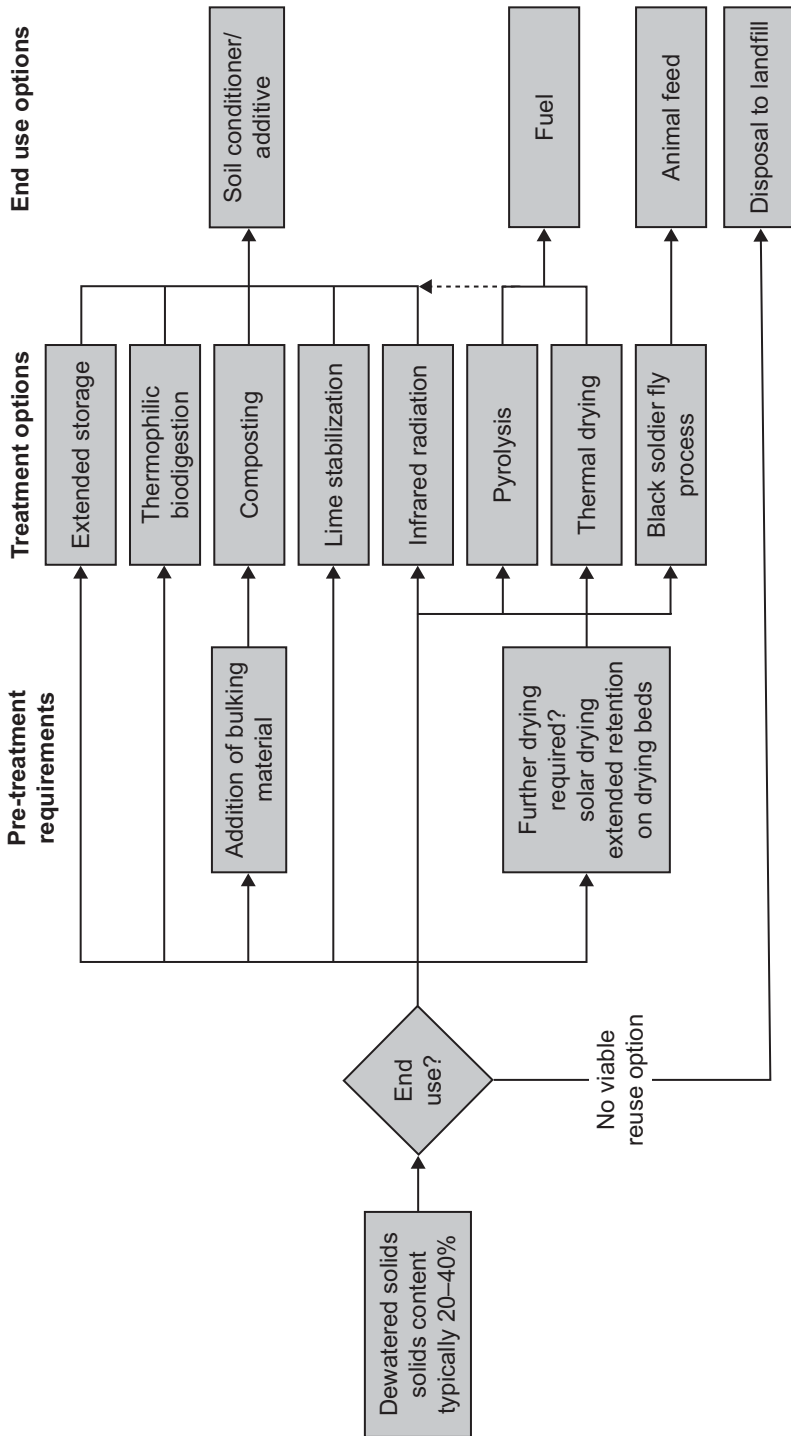 Pre-treatment
requirements
Treatment options
End use options
Dewatered solids
solids content
typically 20–40%
End
use?
No viable
reuse option
Addition of bulking
material
Further drying
required?
solar drying
extended retention
on drying beds
Extended storage
Thermophilic
biodigestion
Composting
Lime stabilization
Infrared radiation
Pyrolysis
Thermal drying
Black soldier fly
process
Soil conditioner/
additive
Fuel
Animal feed
Disposal to landfill